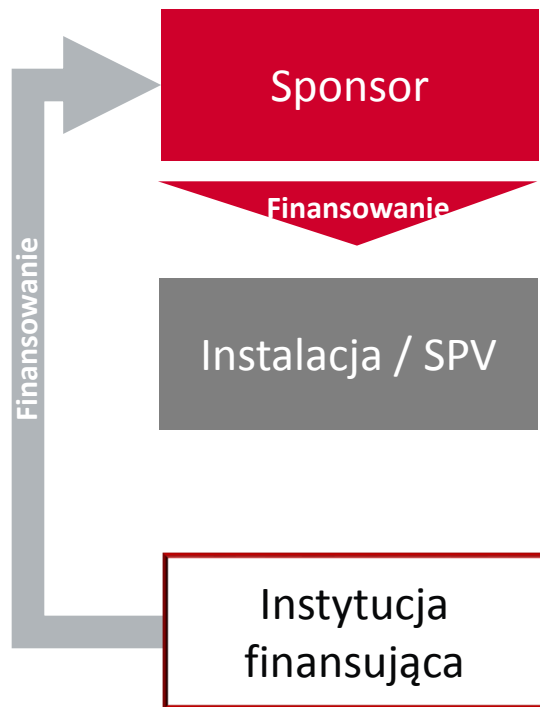 Sponsor
Finansowanie
Instalacja / SPV
Finansowanie
Instytucja
finansująca